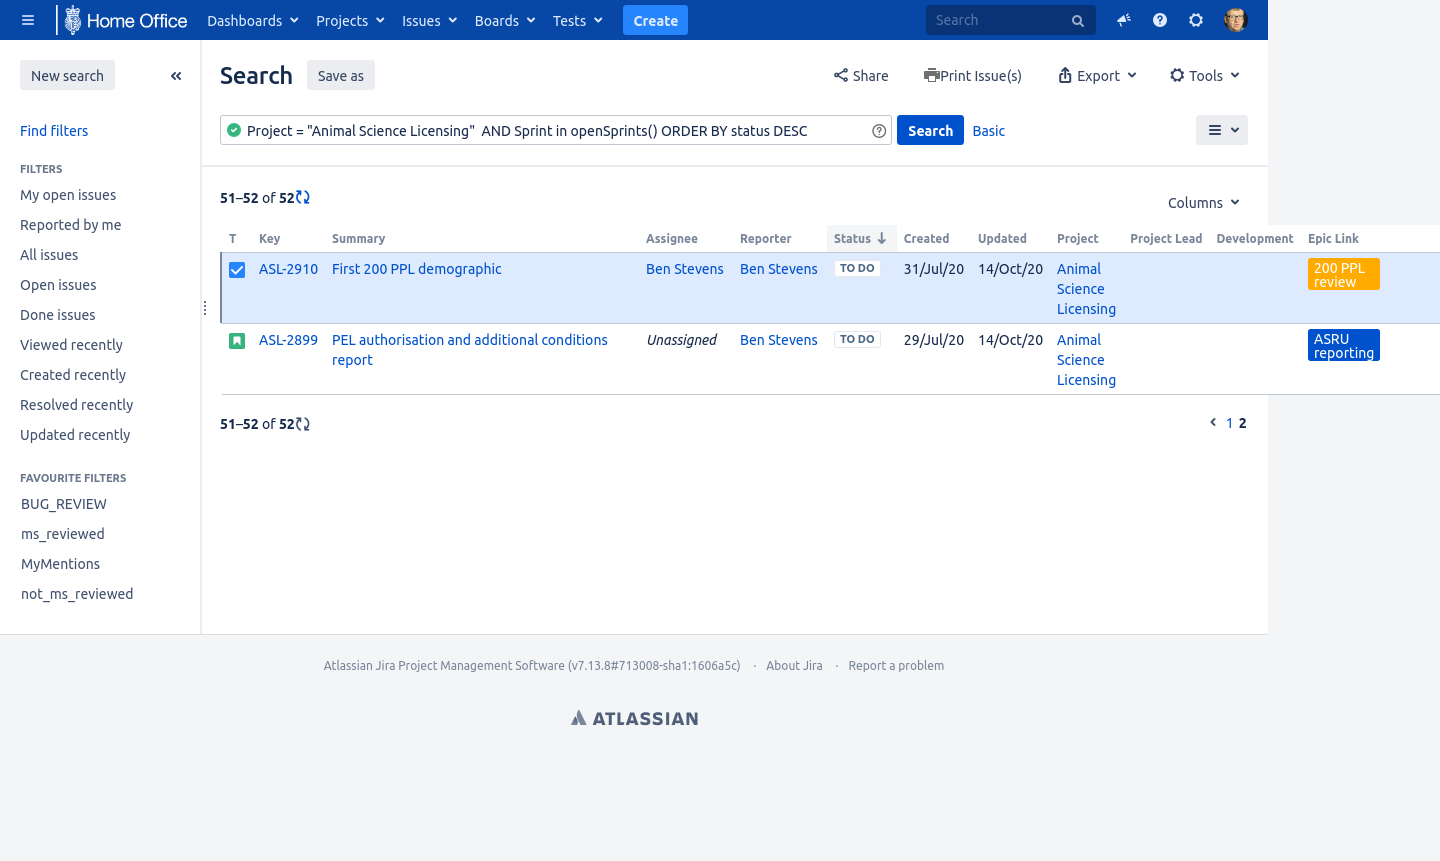 Home Office Dashboards Projects Issues Boards Tests Create Search
New search
Search Save as Share Print Issue(s) Export Tools
Find filters
Project = "Animal Science Licensing"  AND Sprint in openSprints() ORDER BY status DESC Search Basic
FILTERS
My open issues
Reported by me
All issues
Open issues
Done issues
Viewed recently
Created recently
Resolved recently
Updated recently
FAVOURITE FILTERS
BUG_REVIEW
ms_reviewed
MyMentions
not_ms_reviewed
51–52 of 52
Columns
T Key Summary Assignee Reporter Status Created Updated Project Project Lead Development Epic Link
ASL-2910 First 200 PPL demographic Ben Stevens Ben Stevens TO DO 31/Jul/20 14/Oct/20 Animal Science Licensing 200 PPL review
ASL-2899 PEL authorisation and additional conditions report Unassigned Ben Stevens TO DO 29/Jul/20 14/Oct/20 Animal Science Licensing ASRU reporting
51–52 of 52 1 2
Atlassian Jira Project Management Software (v7.13.8#713008-sha1:1606a5c) · About Jira · Report a problem
ATLASSIAN